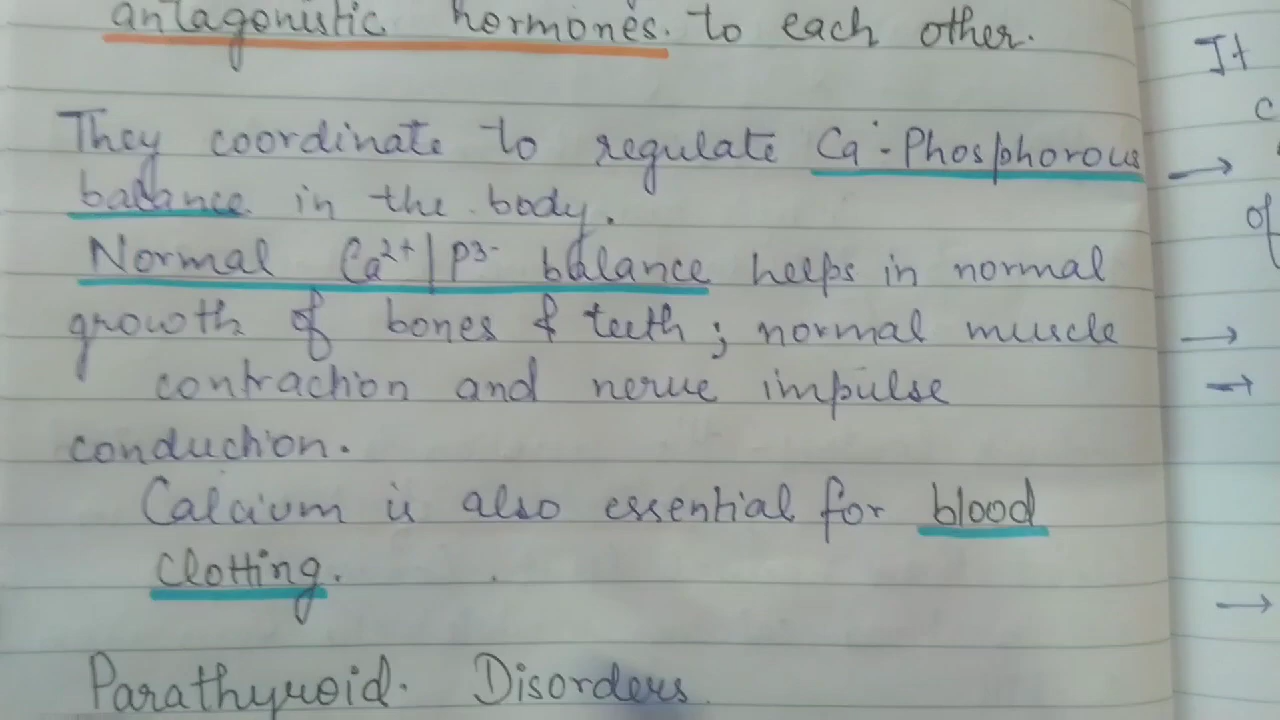 antagonistic hormones. to each other.
They coordinate to regulate Ca - Phosphorous
balance in the body.
Normal Ca2+ | P3- balance helps in normal
growth of bones & teeth; normal muscle
contraction and nerve impulse
conduction.
Calcium is also essential for blood
clotting.
Parathyroid. Disorders
It
c
→
of
→
→
→